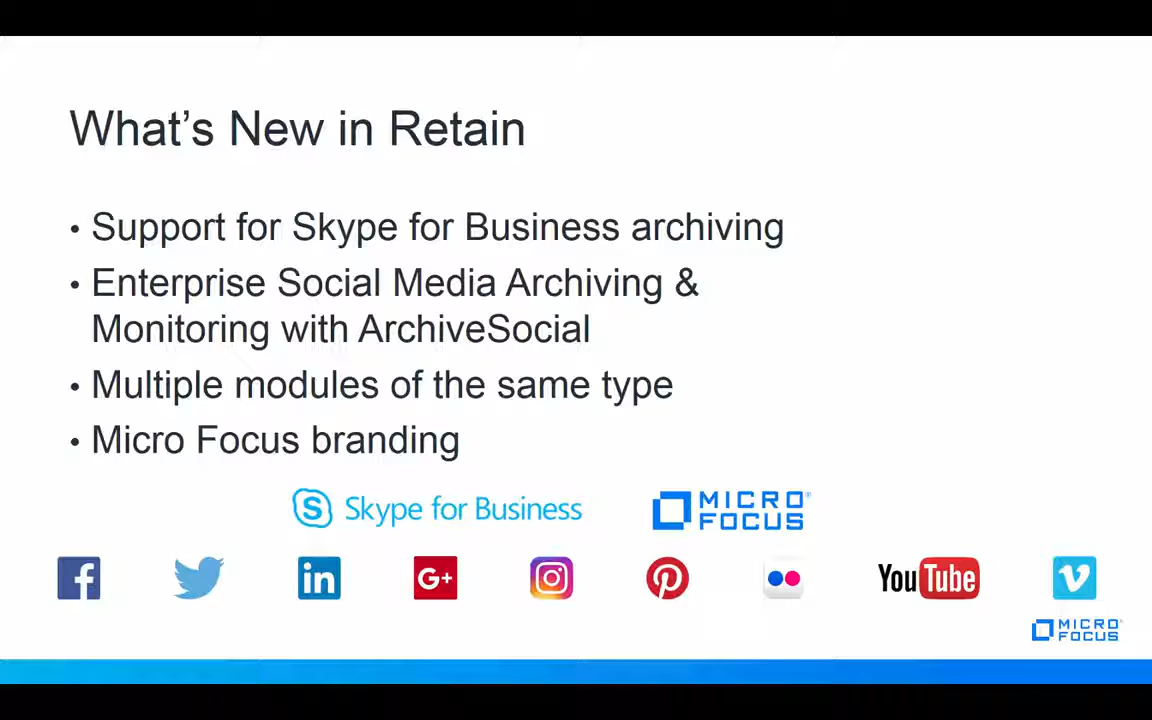 What's New in Retain
• Support for Skype for Business archiving
• Enterprise Social Media Archiving &
Monitoring with ArchiveSocial
• Multiple modules of the same type
• Micro Focus branding
S Skype for Business
MICRO
FOCUS
f in G+ YouTube v
MICRO
FOCUS